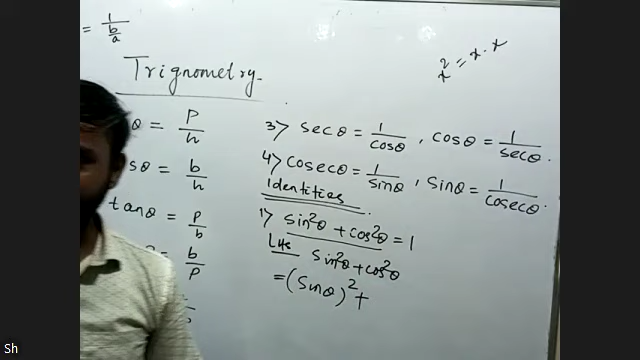 = 1/(b/a)
x² = x·x
Trignometry
θ = P/h
sθ = b/h
tanθ = P/b
b/P
3> secθ = 1/cosθ , cosθ = 1/secθ.
4> cosecθ = 1/sinθ , sinθ = 1/cosecθ.
Identities
1> sin²θ + cos²θ = 1
LHS sin²θ + cos²θ
= (sinθ)² +
Sh